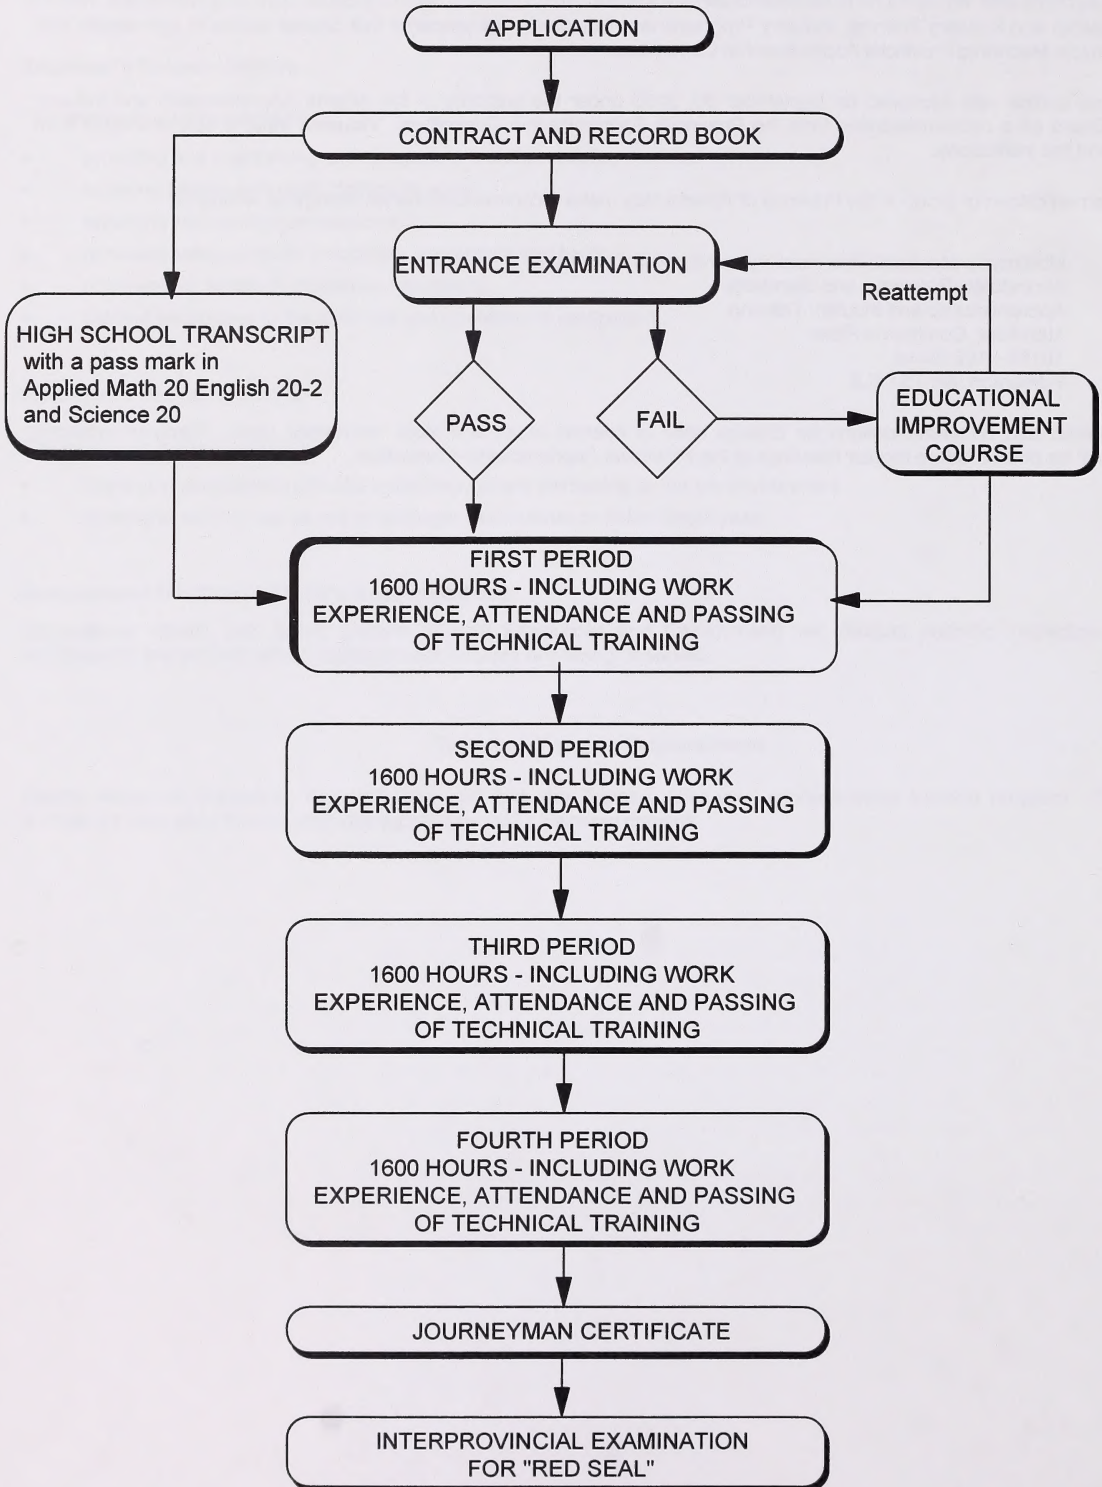 APPLICATION
CONTRACT AND RECORD BOOK
ENTRANCE EXAMINATION
Reattempt
HIGH SCHOOL TRANSCRIPT
with a pass mark in
Applied Math 20 English 20-2
and Science 20
PASS
FAIL
EDUCATIONAL
IMPROVEMENT
COURSE
FIRST PERIOD
1600 HOURS - INCLUDING WORK
EXPERIENCE, ATTENDANCE AND PASSING
OF TECHNICAL TRAINING
SECOND PERIOD
1600 HOURS - INCLUDING WORK
EXPERIENCE, ATTENDANCE AND PASSING
OF TECHNICAL TRAINING
THIRD PERIOD
1600 HOURS - INCLUDING WORK
EXPERIENCE, ATTENDANCE AND PASSING
OF TECHNICAL TRAINING
FOURTH PERIOD
1600 HOURS - INCLUDING WORK
EXPERIENCE, ATTENDANCE AND PASSING
OF TECHNICAL TRAINING
JOURNEYMAN CERTIFICATE
INTERPROVINCIAL EXAMINATION
FOR "RED SEAL"